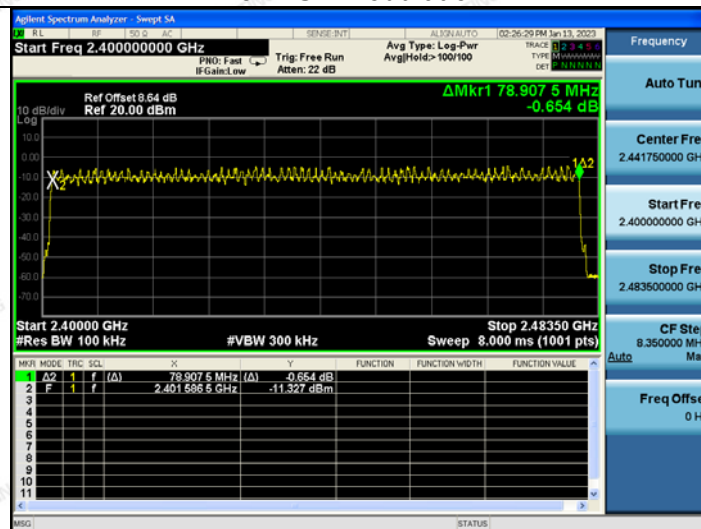 Agilent Spectrum Analyzer - Swept SA
RL RF 50 Ω AC SENSE:INT ALIGNAUTO 02:26:29 PM Jan 13, 2023
Start Freq 2.400000000 GHz
PNO: Fast
IFGain:Low
Trig: Free Run
Atten: 22 dB
Avg Type: Log-Pwr
Avg|Hold:>100/100
TRACE 1 2 3 4 5 6
TYPE M
DET P N N N N N
Frequency
Auto Tun
Ref Offset 8.64 dB
10 dB/div Ref 20.00 dBm
Log
ΔMkr1 78.907 5 MHz
-0.654 dB
10.0
0.00
-10.0
-20.0
-30.0
-40.0
-50.0
-60.0
-70.0
2
1Δ2
Start 2.40000 GHz Stop 2.48350 GHz
#Res BW 100 kHz #VBW 300 kHz Sweep 8.000 ms (1001 pts)
Center Fre
2.441750000 GH
Start Fre
2.400000000 GH
Stop Fre
2.483500000 GH
CF Ste
8.350000 MH
Auto Ma
Freq Offse
0 H
MKR MODE TRC SCL X Y FUNCTION FUNCTION WIDTH FUNCTION VALUE
1 Δ2 1 f (Δ) 78.907 5 MHz (Δ) -0.654 dB
2 F 1 f 2.401 586 5 GHz -11.327 dBm
3
4
5
6
7
8
9
10
11
MSG STATUS